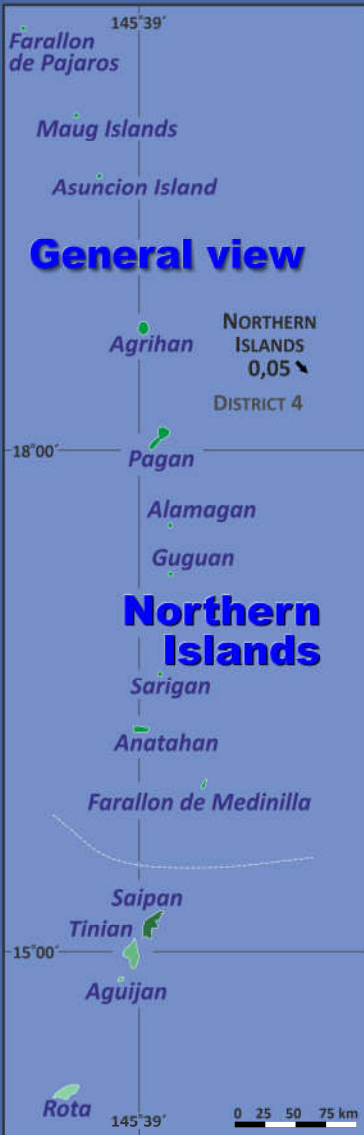 145°39´
Farallon
de Pajaros
Maug Islands
Asuncion Island
General view
Agrihan
NORTHERN
ISLANDS
0,05
DISTRICT 4
18°00´
Pagan
Alamagan
Guguan
Northern
Islands
Sarigan
Anatahan
Farallon de Medinilla
Saipan
Tinian
15°00´
Aguijan
Rota
145°39´
0 25 50 75 km